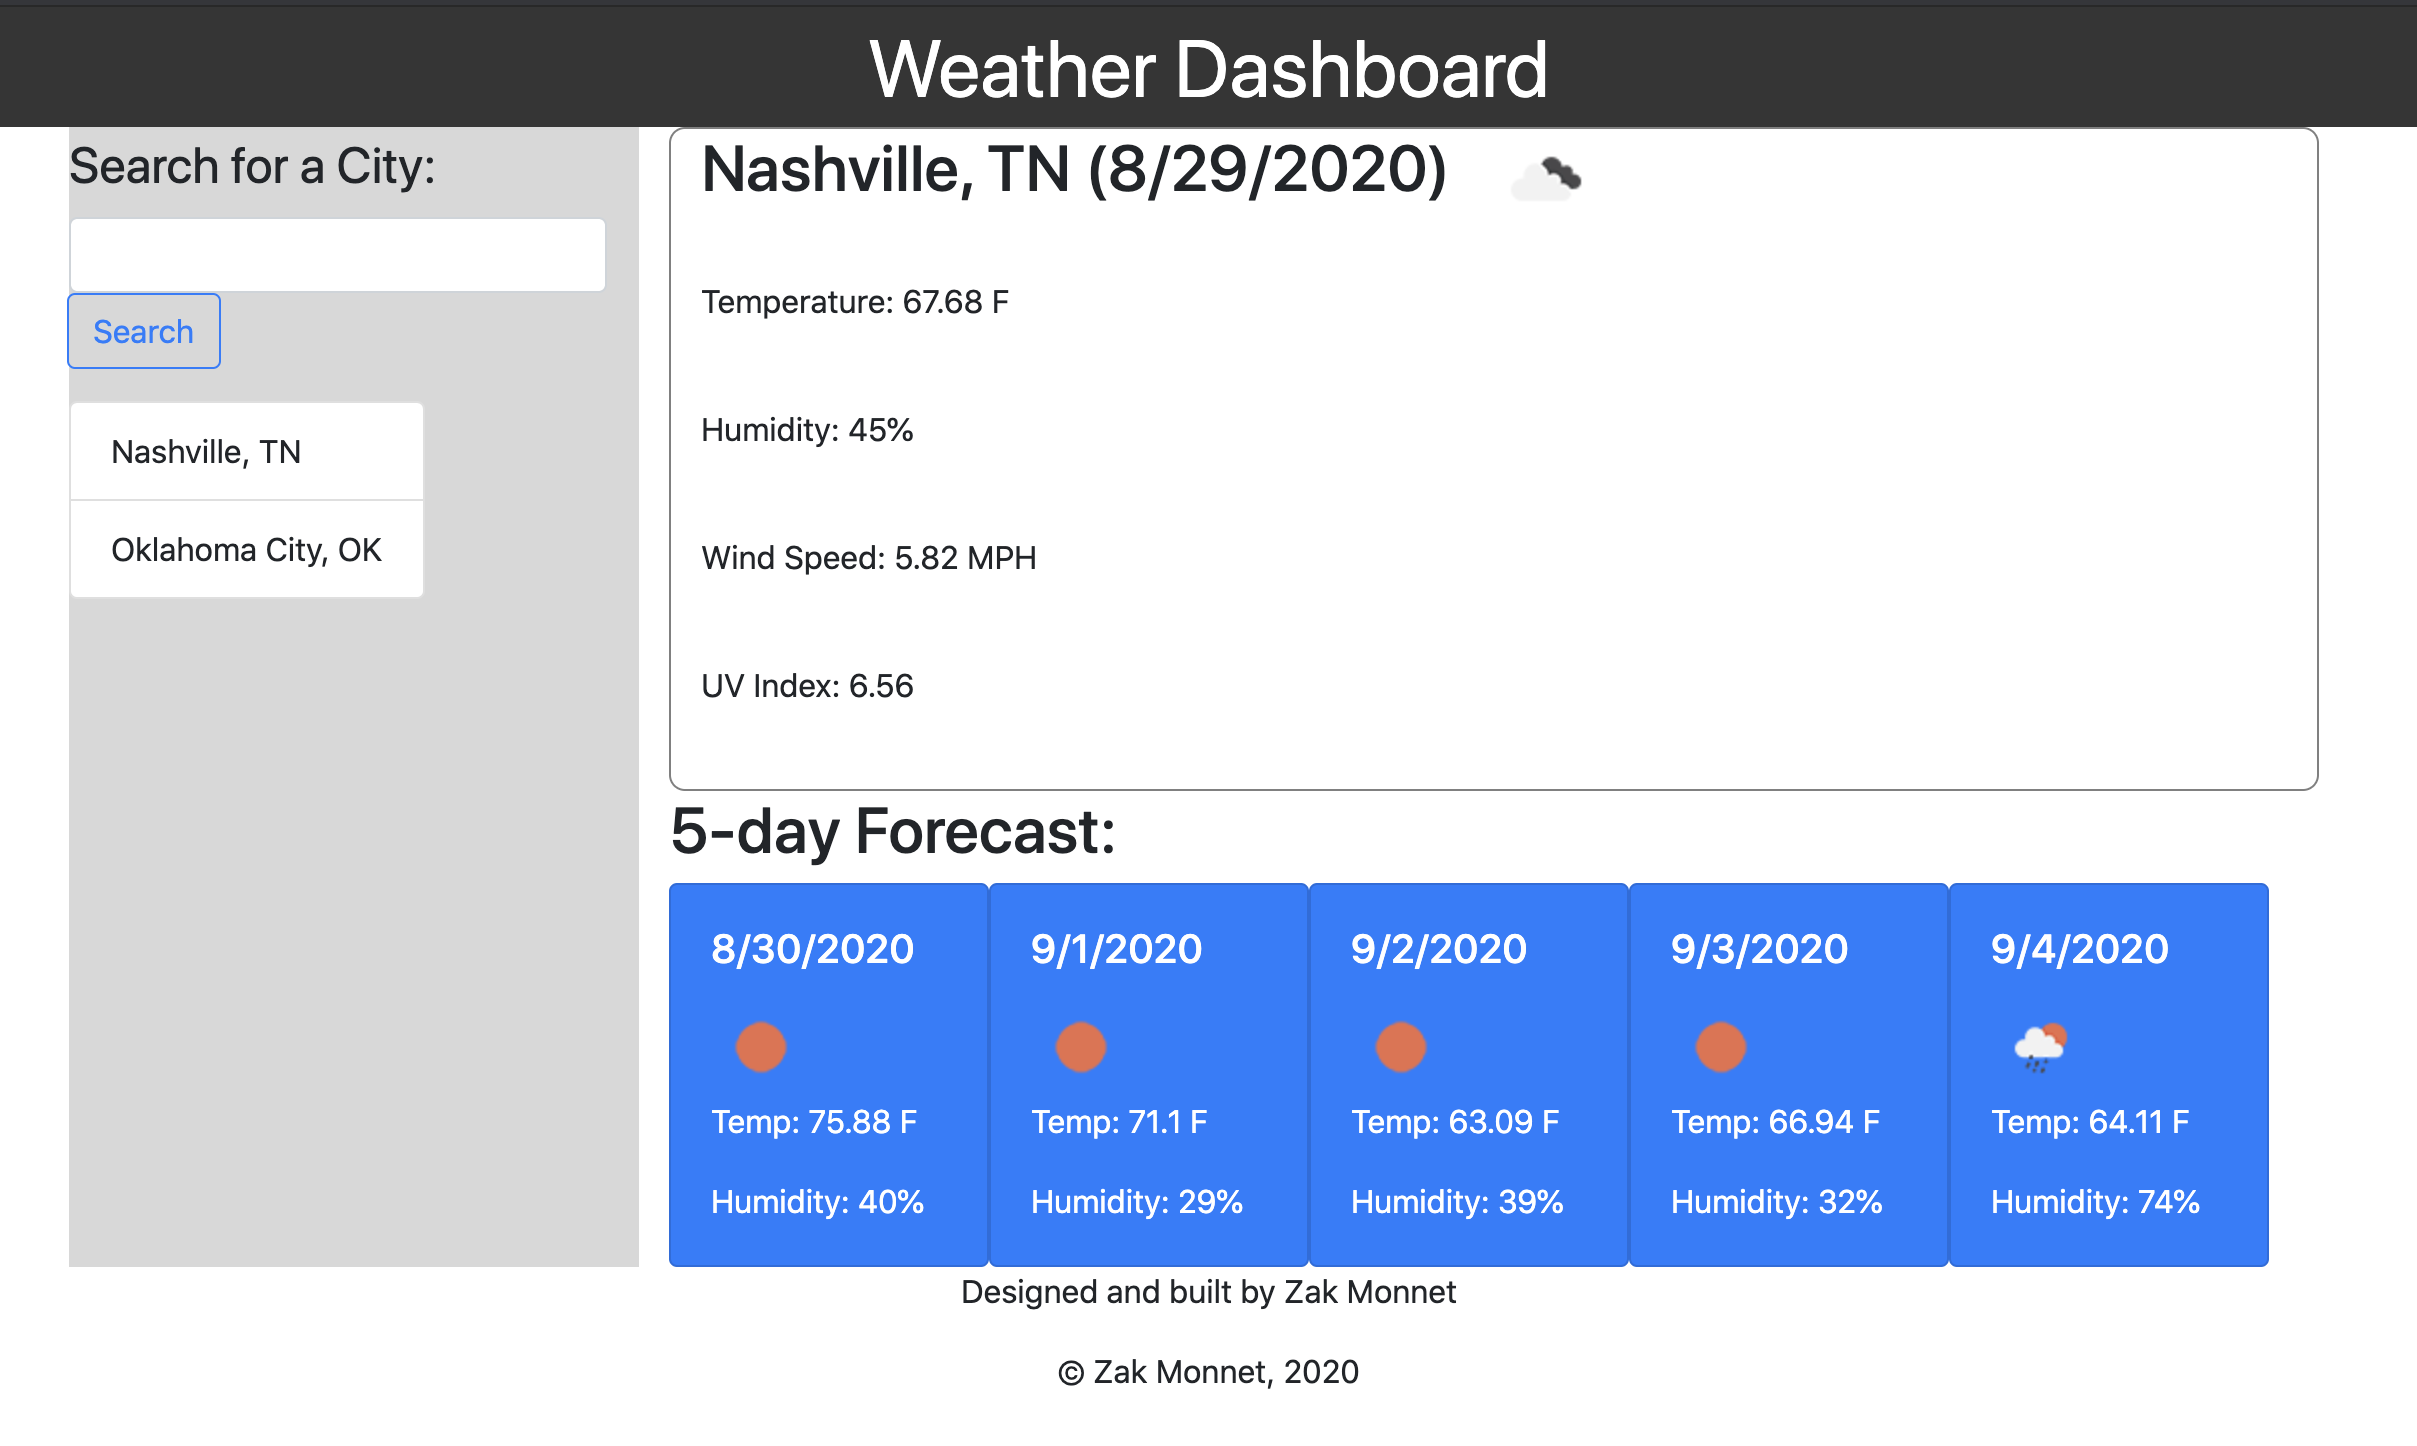 Weather Dashboard
Search for a City:
Search
Nashville, TN
Oklahoma City, OK
Nashville, TN (8/29/2020)
Temperature: 67.68 F
Humidity: 45%
Wind Speed: 5.82 MPH
UV Index: 6.56
5-day Forecast:
8/30/2020
Temp: 75.88 F
Humidity: 40%
9/1/2020
Temp: 71.1 F
Humidity: 29%
9/2/2020
Temp: 63.09 F
Humidity: 39%
9/3/2020
Temp: 66.94 F
Humidity: 32%
9/4/2020
Temp: 64.11 F
Humidity: 74%
Designed and built by Zak Monnet
© Zak Monnet, 2020